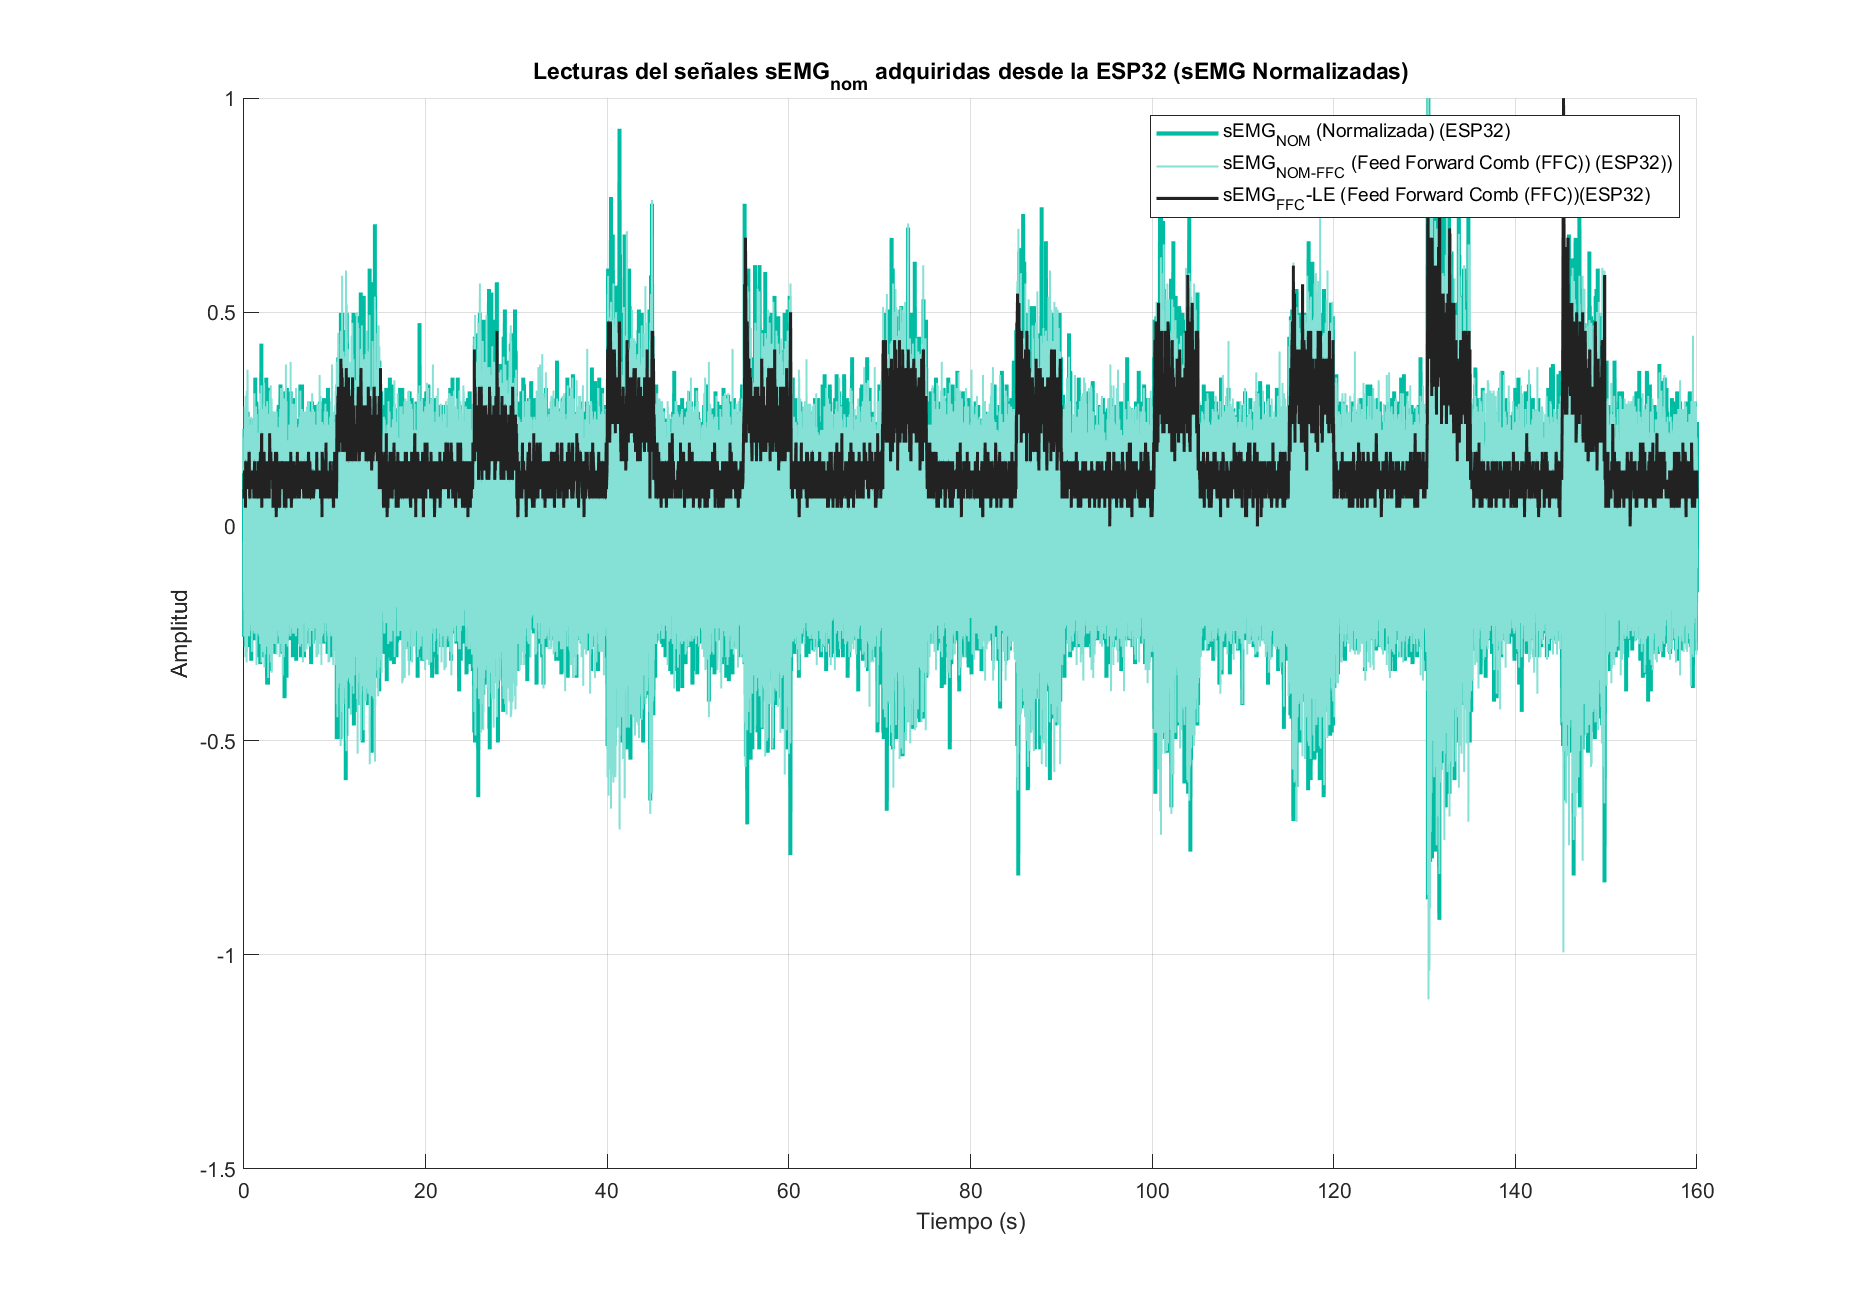 Lecturas del señales sEMGnom adquiridas desde la ESP32 (sEMG Normalizadas)
sEMGNOM (Normalizada) (ESP32)
sEMGNOM-FFC (Feed Forward Comb (FFC)) (ESP32))
sEMGFFC-LE (Feed Forward Comb (FFC))(ESP32)
1
0.5
0
-0.5
-1
-1.5
Amplitud
0 20 40 60 80 100 120 140 160
Tiempo (s)